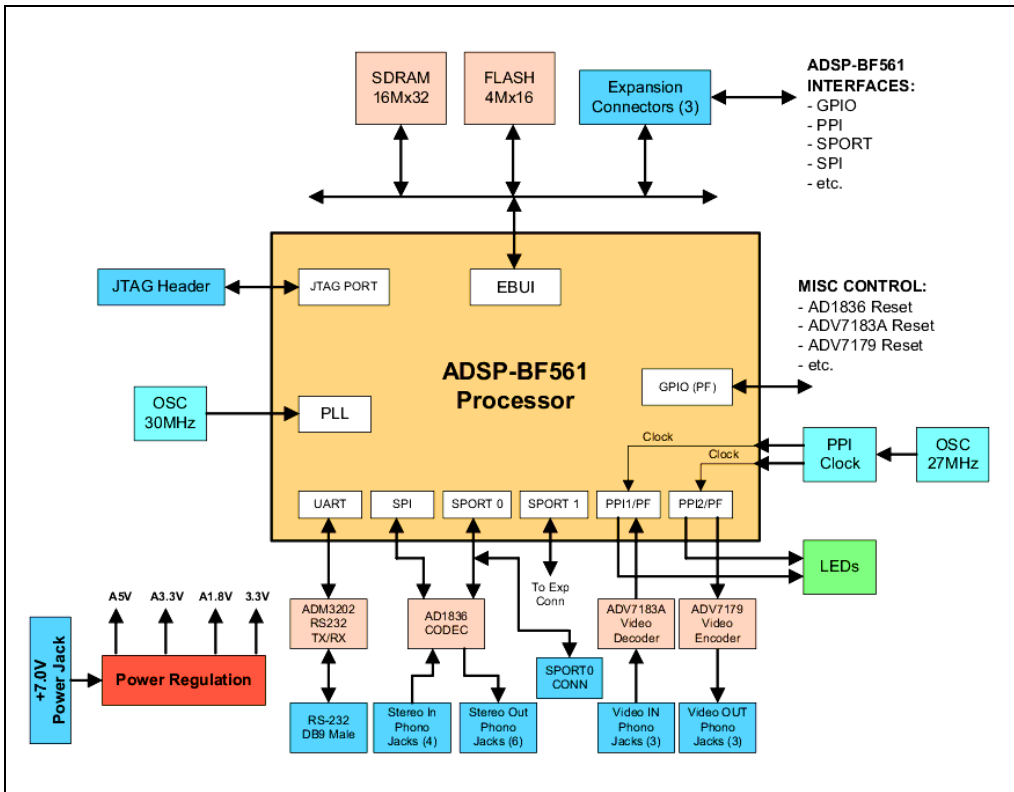 SDRAM
16Mx32
FLASH
4Mx16
Expansion
Connectors (3)
ADSP-BF561
INTERFACES:
- GPIO
- PPI
- SPORT
- SPI
- etc.
JTAG Header
JTAG PORT
EBUI
MISC CONTROL:
- AD1836 Reset
- ADV7183A Reset
- ADV7179 Reset
- etc.
ADSP-BF561
Processor
GPIO (PF)
OSC
30MHz
PLL
Clock
Clock
PPI
Clock
OSC
27MHz
UART
SPI
SPORT 0
SPORT 1
PPI1/PF
PPI2/PF
LEDs
To Exp
Conn
A5V
A3.3V
A1.8V
3.3V
ADM3202
RS232
TX/RX
AD1836
CODEC
ADV7183A
Video
Decoder
ADV7179
Video
Encoder
+7.0V
Power Jack
Power Regulation
SPORT0
CONN
RS-232
DB9 Male
Stereo In
Phono
Jacks (4)
Stereo Out
Phono
Jacks (6)
Video IN
Phono
Jacks (3)
Video OUT
Phono
Jacks (3)